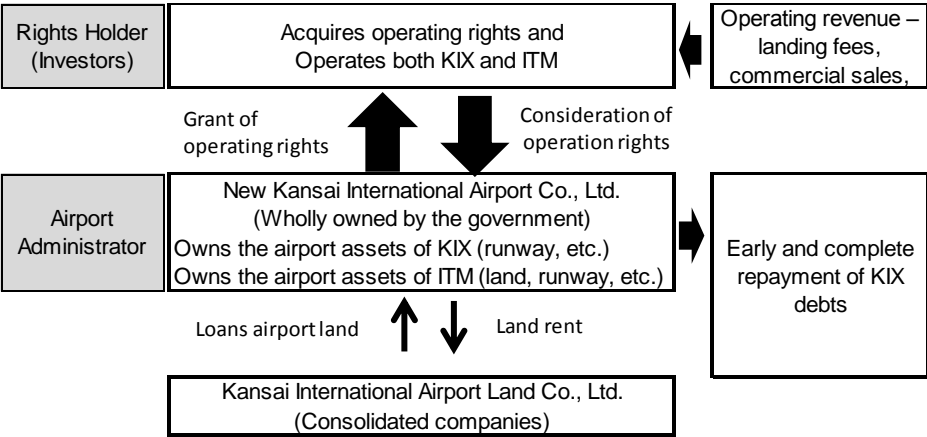 Rights Holder
(Investors)
Acquires operating rights and
Operates both KIX and ITM
Operating revenue –
landing fees,
commercial sales,
Grant of
operating rights
Consideration of
operation rights
Airport
Administrator
New Kansai International Airport Co., Ltd.
(Wholly owned by the government)
Owns the airport assets of KIX (runway, etc.)
Owns the airport assets of ITM (land, runway, etc.)
Early and complete
repayment of KIX
debts
Loans airport land
Land rent
Kansai International Airport Land Co., Ltd.
(Consolidated companies)